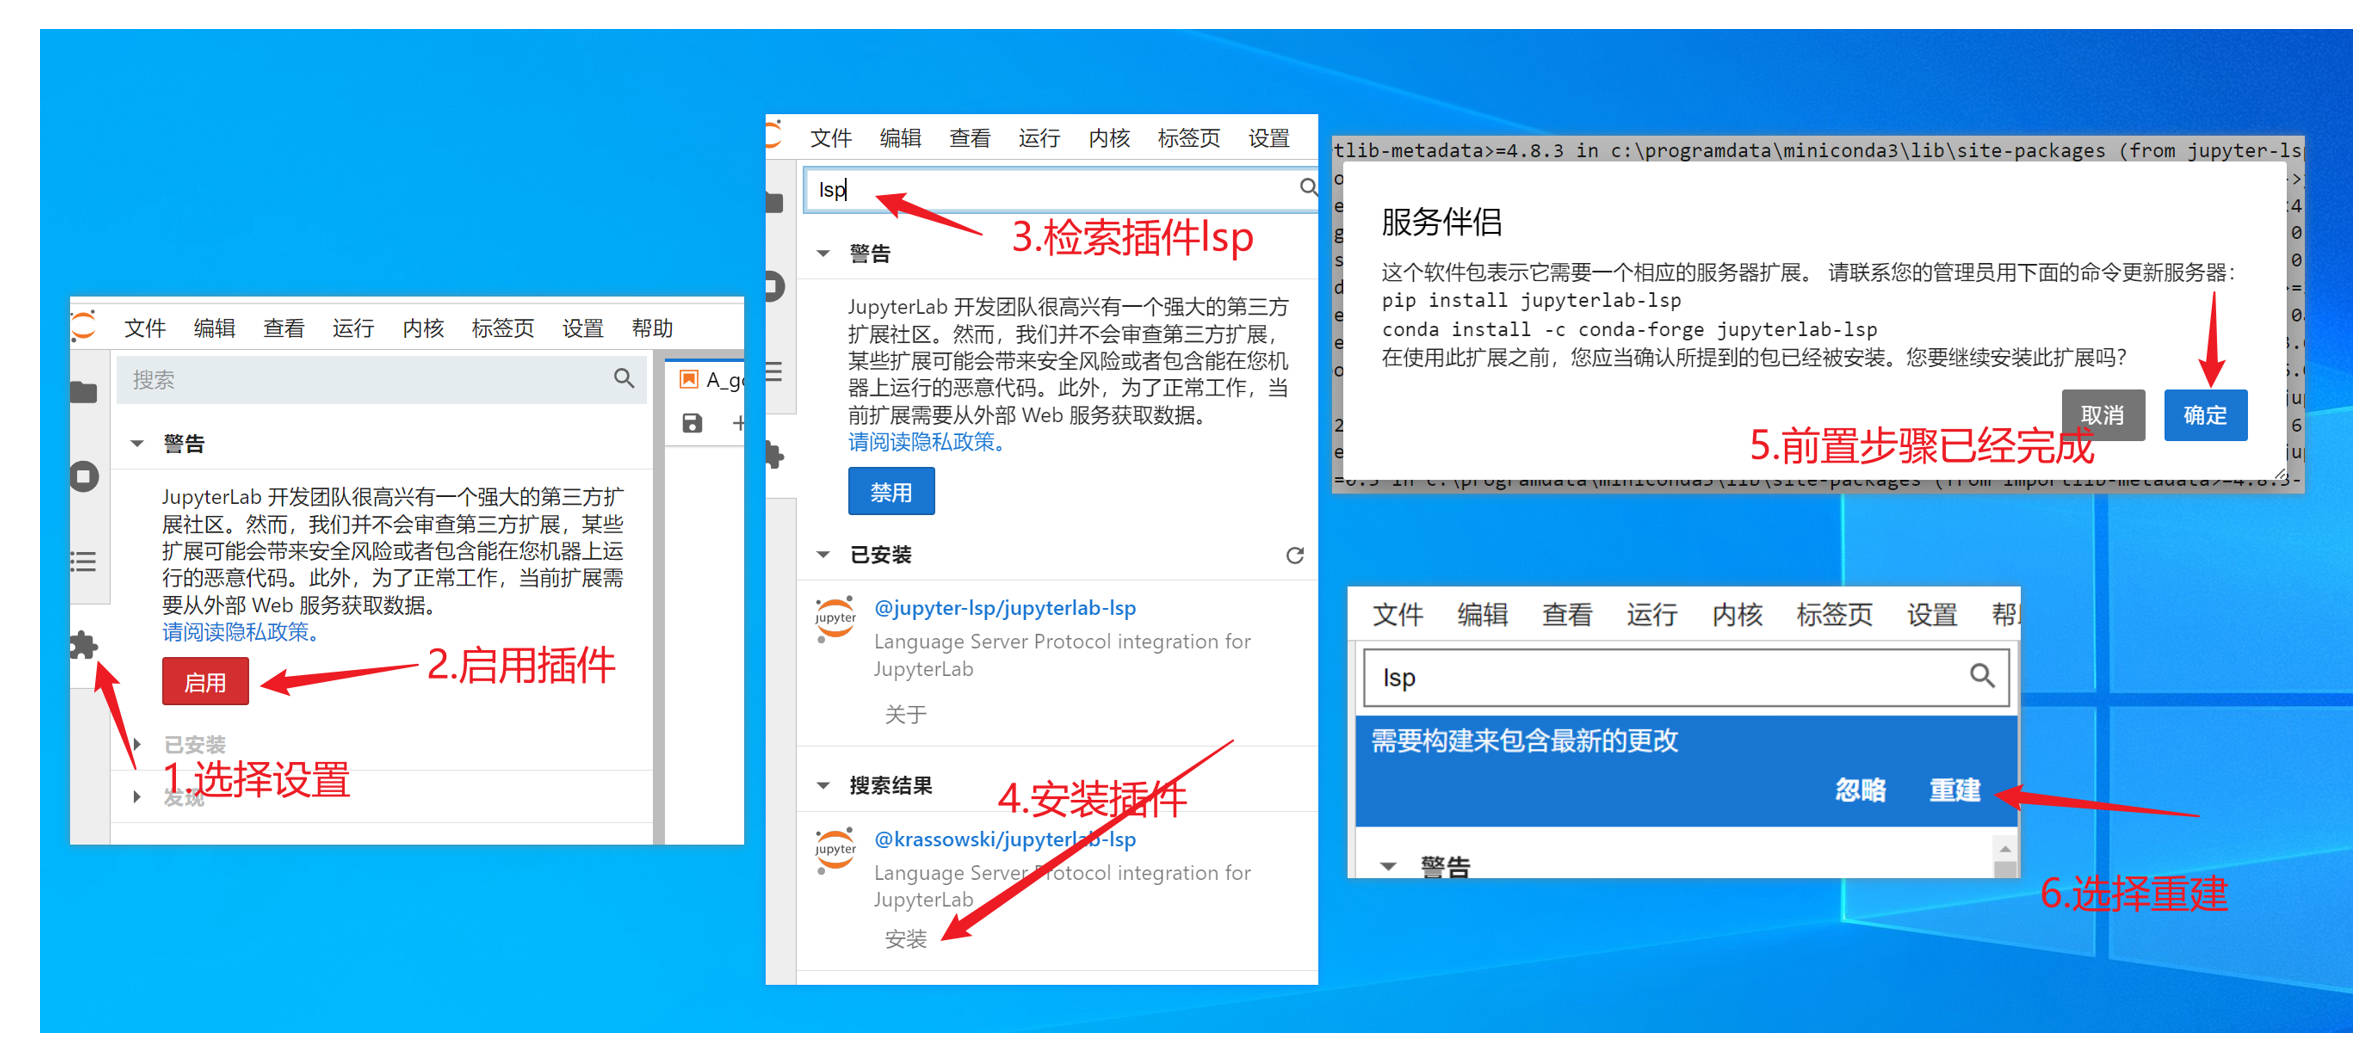 文件 编辑 查看 运行 内核 标签页 设置 帮助
搜索
A_g
警告
JupyterLab 开发团队很高兴有一个强大的第三方扩
展社区。然而，我们并不会审查第三方扩展，某些
扩展可能会带来安全风险或者包含能在您机器上运
行的恶意代码。此外，为了正常工作，当前扩展需
要从外部 Web 服务获取数据。
请阅读隐私政策。
启用
2.启用插件
已安装
1.选择设置
发现
文件 编辑 查看 运行 内核 标签页 设置
lsp
3.检索插件lsp
警告
JupyterLab 开发团队很高兴有一个强大的第三方
扩展社区。然而，我们并不会审查第三方扩展，
某些扩展可能会带来安全风险或者包含能在您机
器上运行的恶意代码。此外，为了正常工作，当
前扩展需要从外部 Web 服务获取数据。
请阅读隐私政策。
禁用
已安装
jupyter
@jupyter-lsp/jupyterlab-lsp
Language Server Protocol integration for
JupyterLab
关于
搜索结果
4.安装插件
jupyter
@krassowski/jupyterlab-lsp
Language Server Protocol integration for
JupyterLab
安装
tlib-metadata>=4.8.3 in c:\programdata\miniconda3\lib\site-packages (from jupyter-ls
服务伴侣
这个软件包表示它需要一个相应的服务器扩展。 请联系您的管理员用下面的命令更新服务器：
pip install jupyterlab-lsp
conda install -c conda-forge jupyterlab-lsp
在使用此扩展之前，您应当确认所提到的包已经被安装。您要继续安装此扩展吗？
取消 确定
5.前置步骤已经完成
=0.5 in c:\programdata\miniconda3\lib\site-packages (from importlib-metadata>=4.8.3-
文件 编辑 查看 运行 内核 标签页 设置
lsp
需要构建来包含最新的更改
忽略 重建
警告
6.选择重建